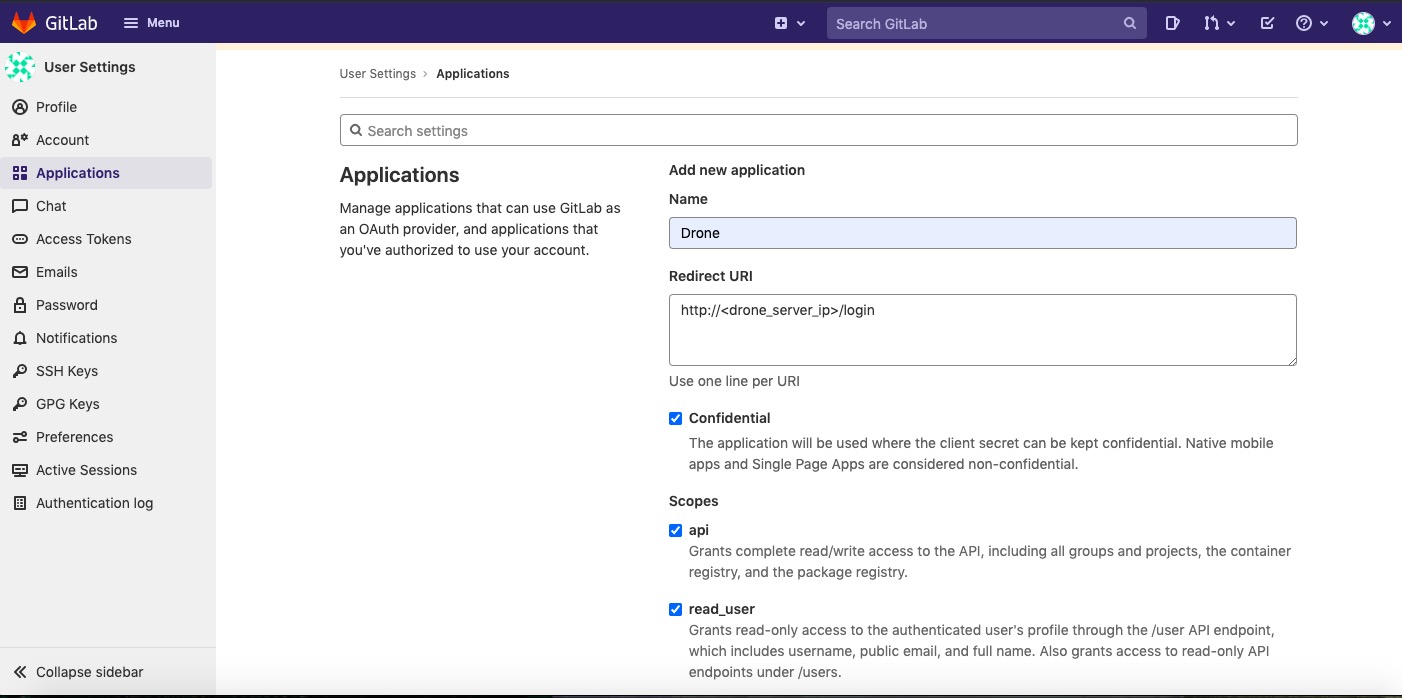 GitLab
Menu
Search GitLab
User Settings
Profile
Account
Applications
Chat
Access Tokens
Emails
Password
Notifications
SSH Keys
GPG Keys
Preferences
Active Sessions
Authentication log
Collapse sidebar
User Settings › Applications
Search settings
Applications
Manage applications that can use GitLab as
an OAuth provider, and applications that
you've authorized to use your account.
Add new application
Name
Drone
Redirect URI
http://<drone_server_ip>/login
Use one line per URI
Confidential
The application will be used where the client secret can be kept confidential. Native mobile
apps and Single Page Apps are considered non-confidential.
Scopes
api
Grants complete read/write access to the API, including all groups and projects, the container
registry, and the package registry.
read_user
Grants read-only access to the authenticated user's profile through the /user API endpoint,
which includes username, public email, and full name. Also grants access to read-only API
endpoints under /users.